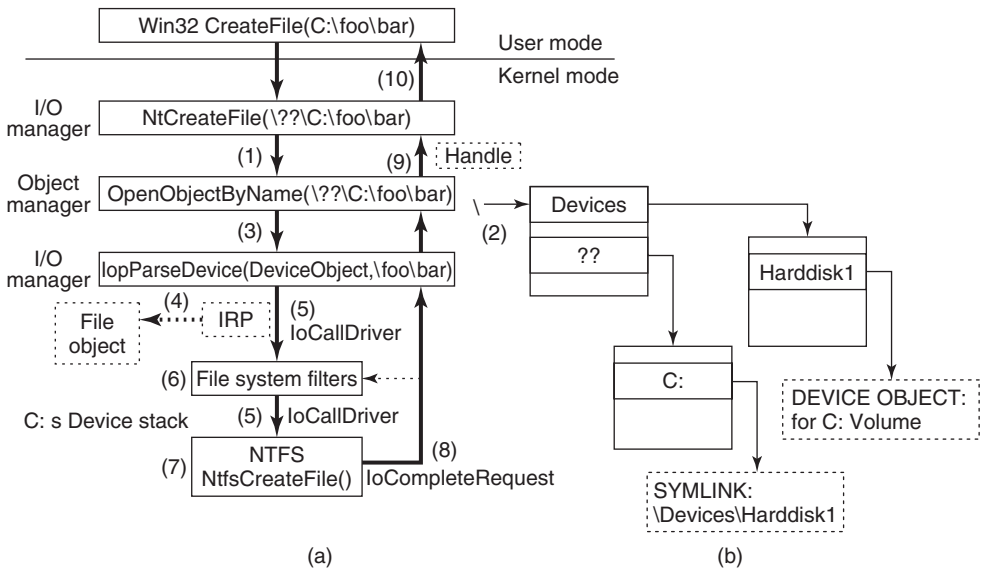 Win32 CreateFile(C:\foo\bar)
User mode
Kernel mode
(10)
I/O
manager
NtCreateFile(\??\C:\foo\bar)
(1)
(9)
Handle
Object
manager
OpenObjectByName(\??\C:\foo\bar)
(3)
I/O
manager
IopParseDevice(DeviceObject,\foo\bar)
(4)
(5)
File
object
IRP
IoCallDriver
(6)
File system filters
C: s Device stack
(5)
IoCallDriver
(7)
NTFS
NtfsCreateFile()
(8)
IoCompleteRequest
(a)
\
(2)
Devices
??
Harddisk1
C:
DEVICE OBJECT:
for C: Volume
SYMLINK:
\Devices\Harddisk1
(b)